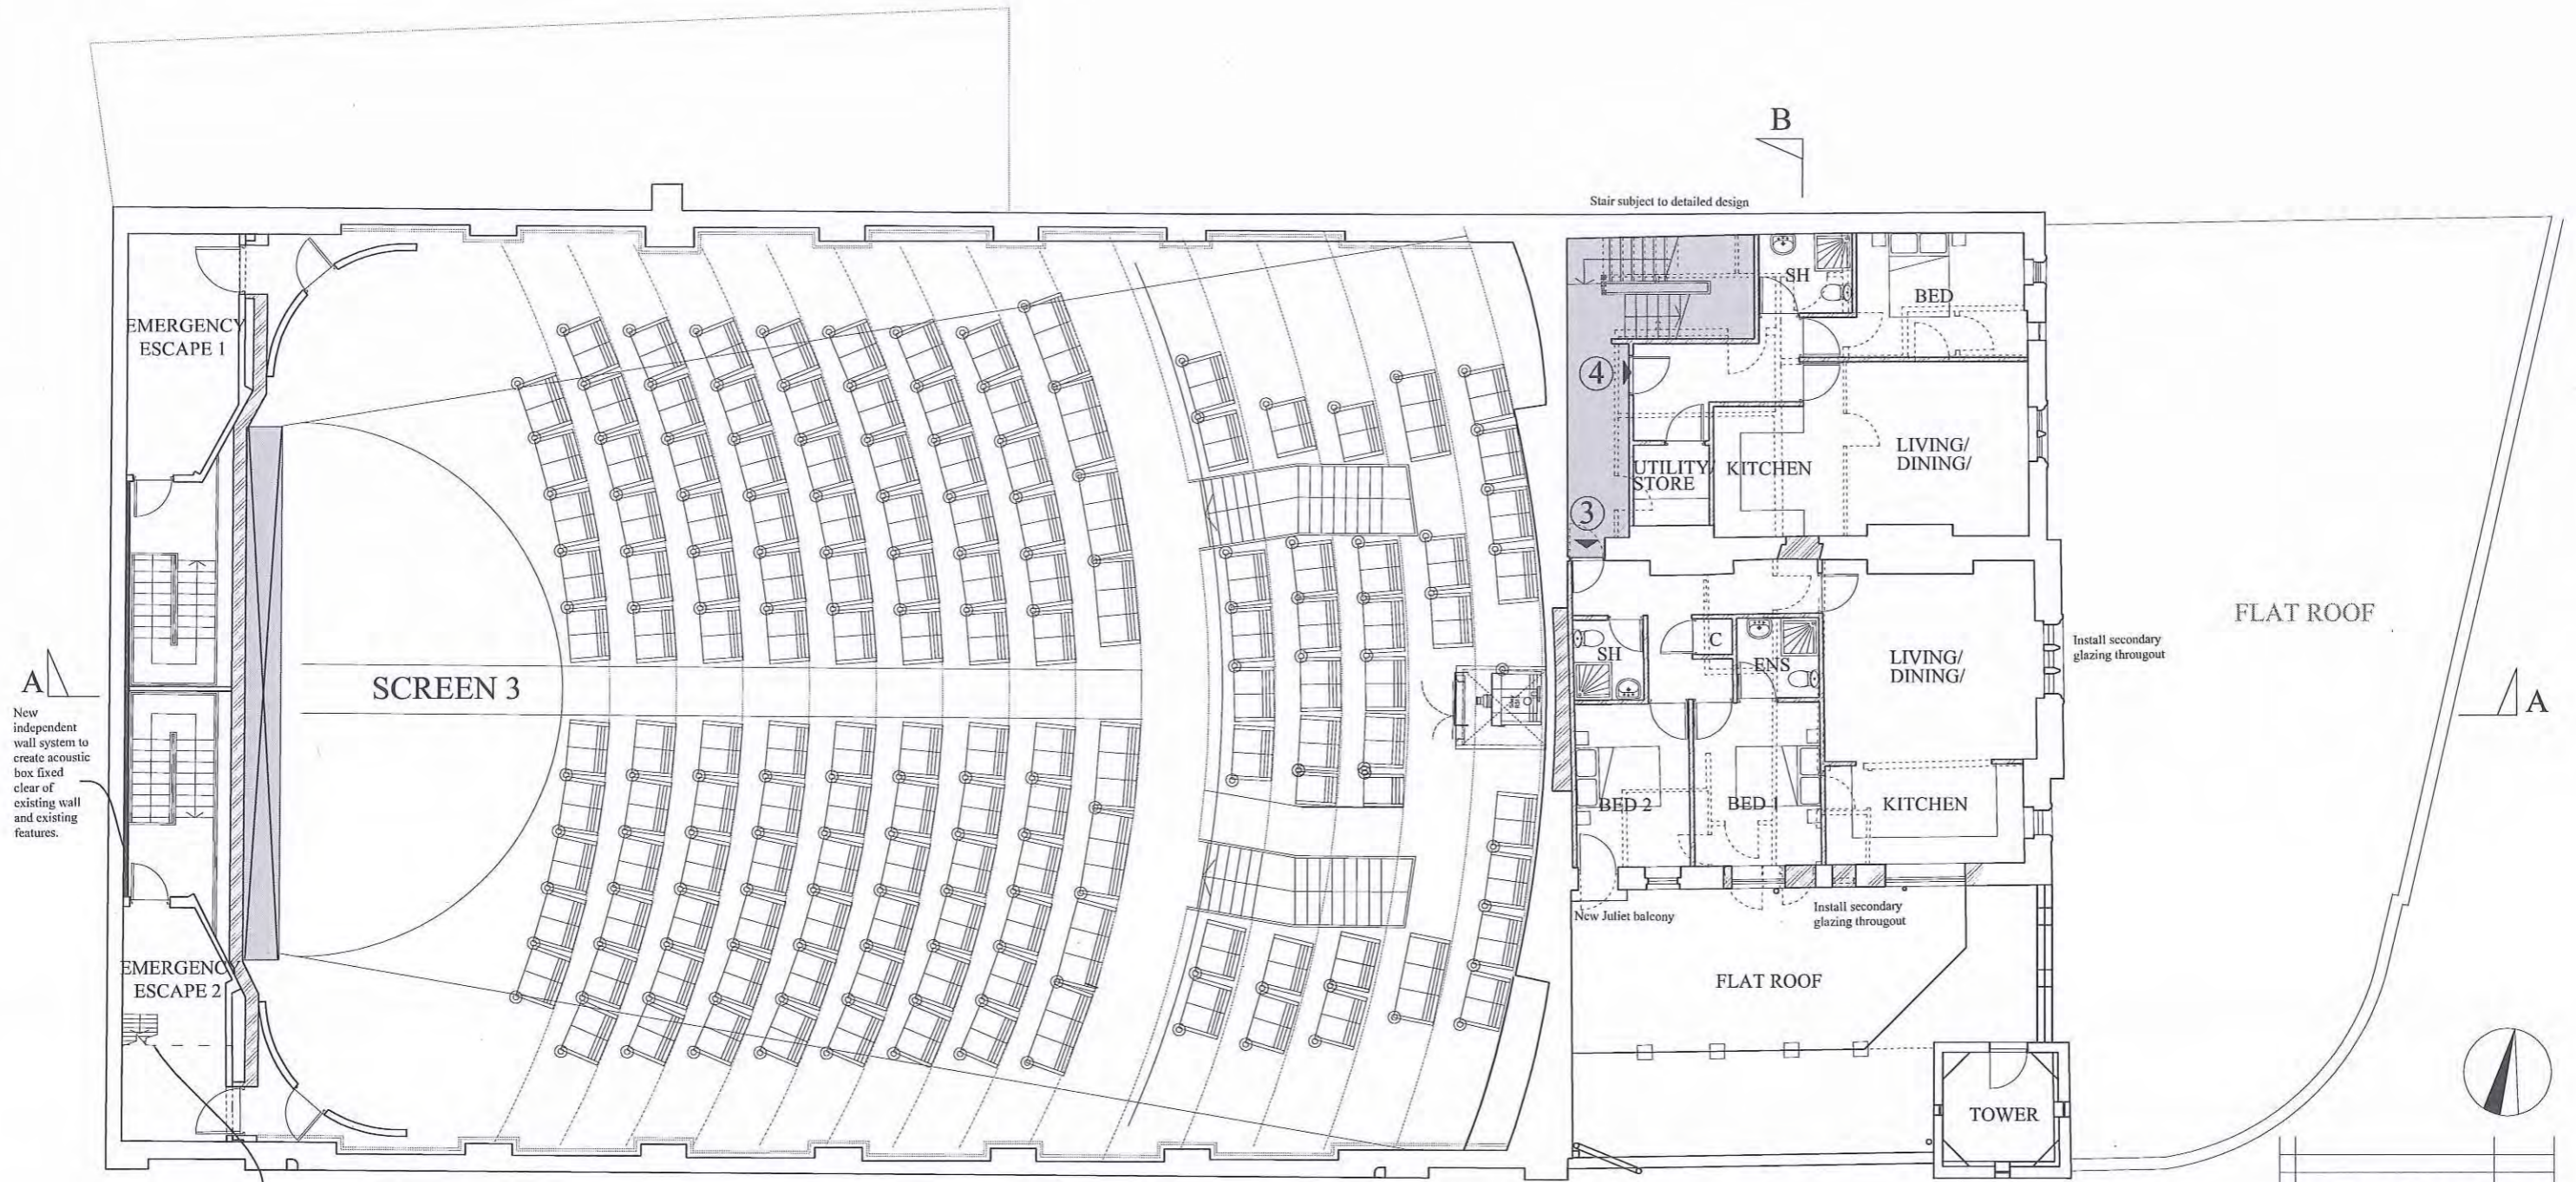 B
Stair subject to detailed design
SH
BED
EMERGENCY
ESCAPE 1
4
LIVING/
DINING/
UTILITY/
STORE
KITCHEN
3
FLAT ROOF
Install secondary
glazing througout
C
SH
ENS
LIVING/
DINING/
A
SCREEN 3
A
New
independent
wall system to
create acoustic
box fixed
clear of
existing wall
and existing
features.
BED 2
BED 1
KITCHEN
New Juliet balcony
Install secondary
glazing througout
EMERGENCY
ESCAPE 2
FLAT ROOF
TOWER